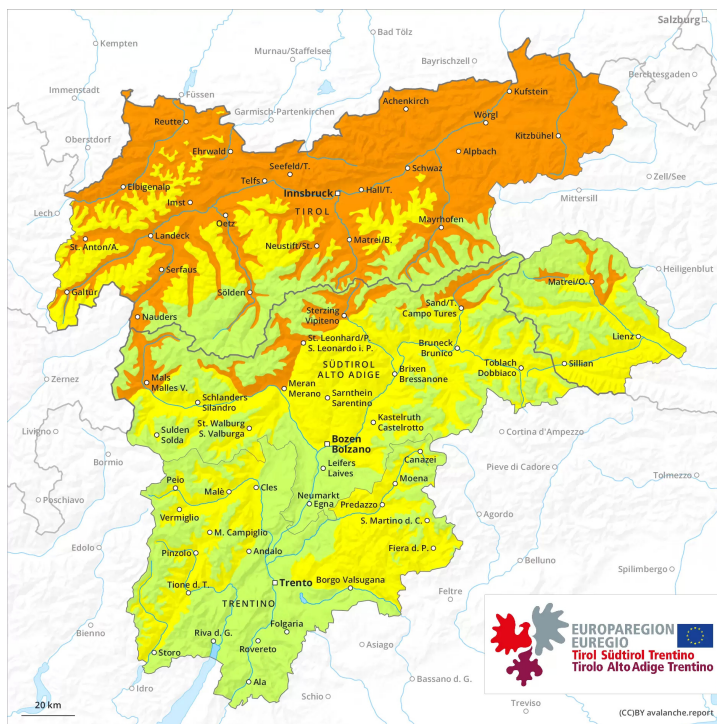 Salzburg
Kempten
Bad Tölz
Murnau/Staffelsee
Bayrischzell
Berchtesgaden
Immenstadt
Füssen
Garmisch-Partenkirchen
Achenkirch
Kufstein
Reutte
Wörgl
Oberstdorf
Ehrwald
Kitzbühel
Seefeld/T.
Alpbach
Schwaz
Telfs
Zell/See
Elbigenalp
Innsbruck
Hall/T.
Mittersill
Imst
Lech
TIROL
Oetz
Mayrhofen
St. Anton/A.
Landeck
Neustift/St.
Matrei/B.
Heiligenblut
Serfaus
Matrei/O.
Galtür
Sölden
Sand/T.
Campo Tures
Nauders
Sterzing
Vipiteno
Lienz
St. Leonhard/P.
S. Leonardo i. P.
Bruneck
Brunico
Sillian
SÜDTIROL
ALTO ADIGE
Toblach
Dobbiaco
Brixen
Bressanone
Zernez
Mals
Malles V.
Meran
Merano
Sarnthein
Sarentino
Schlanders
Silandro
St. Walburg
S. Valburga
Kastelruth
Castelrotto
Livigno
Sulden
Solda
Bozen
Bolzano
Cortina d'Ampezzo
Bormio
Canazei
Leifers
Laives
Pieve di Cadore
Tolmezzo
Poschiavo
Peio
Malè
Cles
Moena
Neumarkt
Egna
Predazzo
Vermiglio
Agordo
S. Martino d. C.
M. Campiglio
Edolo
Pinzolo
Andalo
Fiera d. P.
Belluno
Spilimbergo
Trento
Borgo Valsugana
Tione d. T.
Feltre
TRENTINO
Folgaria
Bienno
Riva d. G.
Rovereto
Asiago
Storo
Bassano d. G.
Idro
Ala
Schio
Treviso
EUROPAREGION
EUREGIO
Tirol Südtirol Trentino
Tirolo Alto Adige Trentino
20 km
(CC)BY avalanche.report